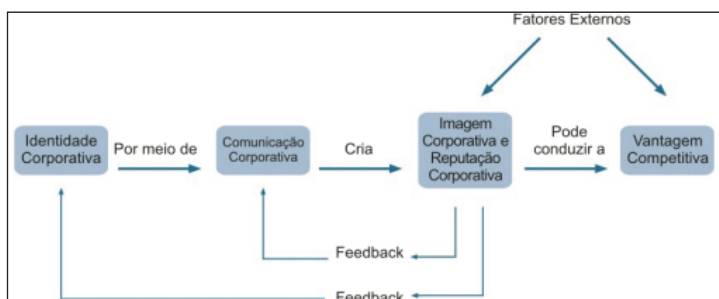 Fatores Externos
Identidade
Corporativa
Por meio de
Comunicação
Corporativa
Cria
Imagem
Corporativa e
Reputação
Corporativa
Pode
conduzir a
Vantagem
Competitiva
Feedback
Feedback